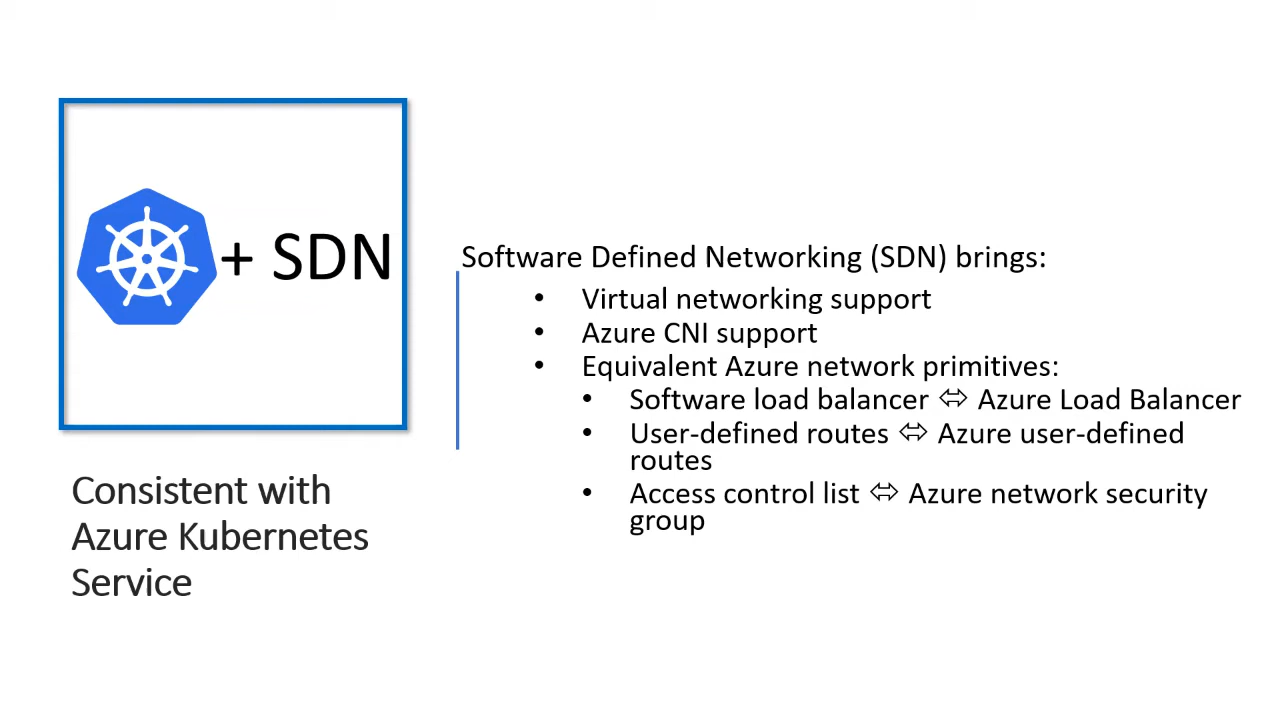 + SDN
Consistent with
Azure Kubernetes
Service
Software Defined Networking (SDN) brings:
• Virtual networking support
• Azure CNI support
• Equivalent Azure network primitives:
• Software load balancer ⬄ Azure Load Balancer
• User-defined routes ⬄ Azure user-defined
routes
• Access control list ⬄ Azure network security
group